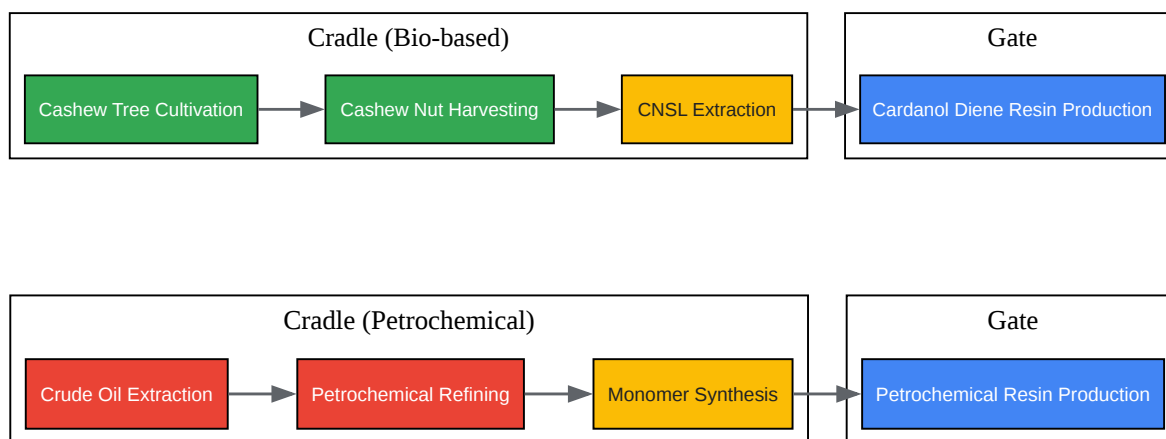 Cradle (Bio-based)
Gate
Cashew Tree Cultivation
Cashew Nut Harvesting
CNSL Extraction
Cardanol Diene Resin Production
Cradle (Petrochemical)
Gate
Crude Oil Extraction
Petrochemical Refining
Monomer Synthesis
Petrochemical Resin Production